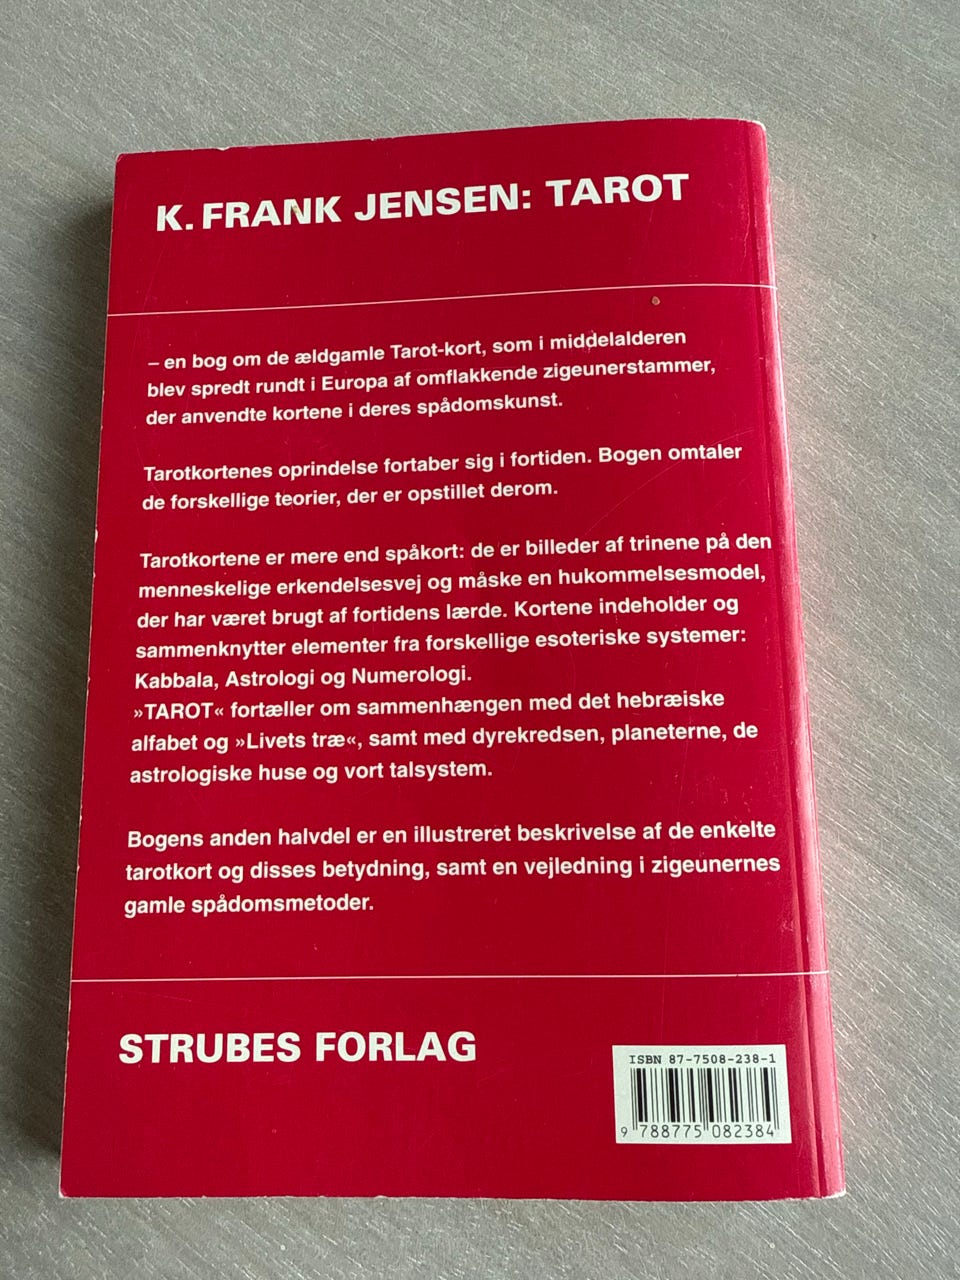 K. FRANK JENSEN: TAROT
– en bog om de ældgamle Tarot-kort, som i middelalderen
blev spredt rundt i Europa af omflakkende zigeunerstammer,
der anvendte kortene i deres spådomskunst.
Tarotkortenes oprindelse fortaber sig i fortiden. Bogen omtaler
de forskellige teorier, der er opstillet derom.
Tarotkortene er mere end spåkort: de er billeder af trinene på den
menneskelige erkendelsesvej og måske en hukommelsesmodel,
der har været brugt af fortidens lærde. Kortene indeholder og
sammenknytter elementer fra forskellige esoteriske systemer:
Kabbala, Astrologi og Numerologi.
»TAROT« fortæller om sammenhængen med det hebræiske
alfabet og »Livets træ«, samt med dyrekredsen, planeterne, de
astrologiske huse og vort talsystem.
Bogens anden halvdel er en illustreret beskrivelse af de enkelte
tarotkort og disses betydning, samt en vejledning i zigeunernes
gamle spådomsmetoder.
STRUBES FORLAG
ISBN 87-7508-238-1
9 788775 082384